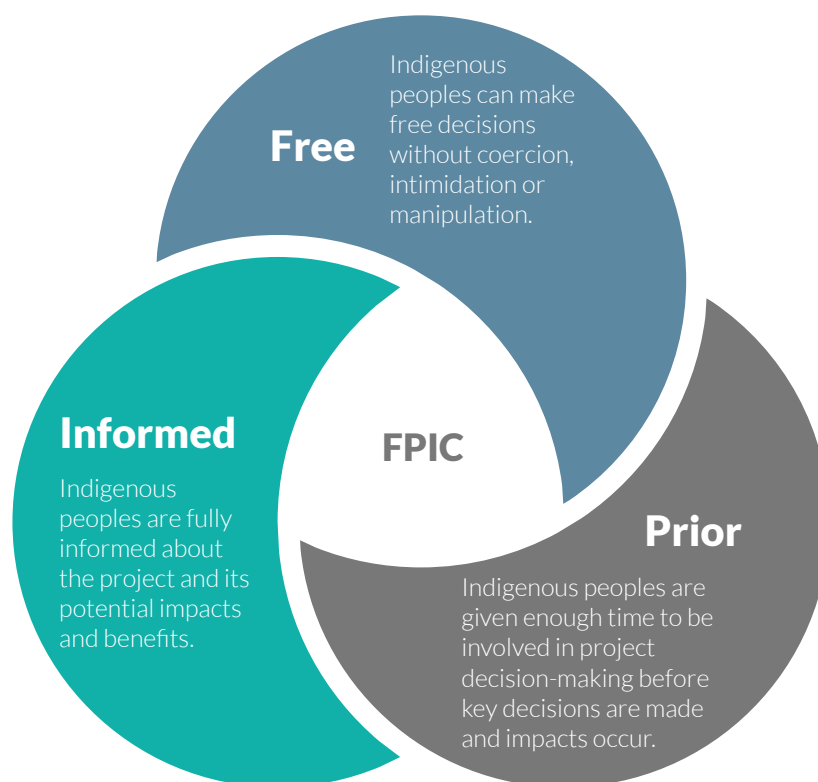 Free
Indigenous
peoples can make
free decisions
without coercion,
intimidation or
manipulation.
Informed
Indigenous
peoples are fully
informed about
the project and its
potential impacts
and benefits.
FPIC
Prior
Indigenous peoples are
given enough time to be
involved in project
decision-making before
key decisions are made
and impacts occur.